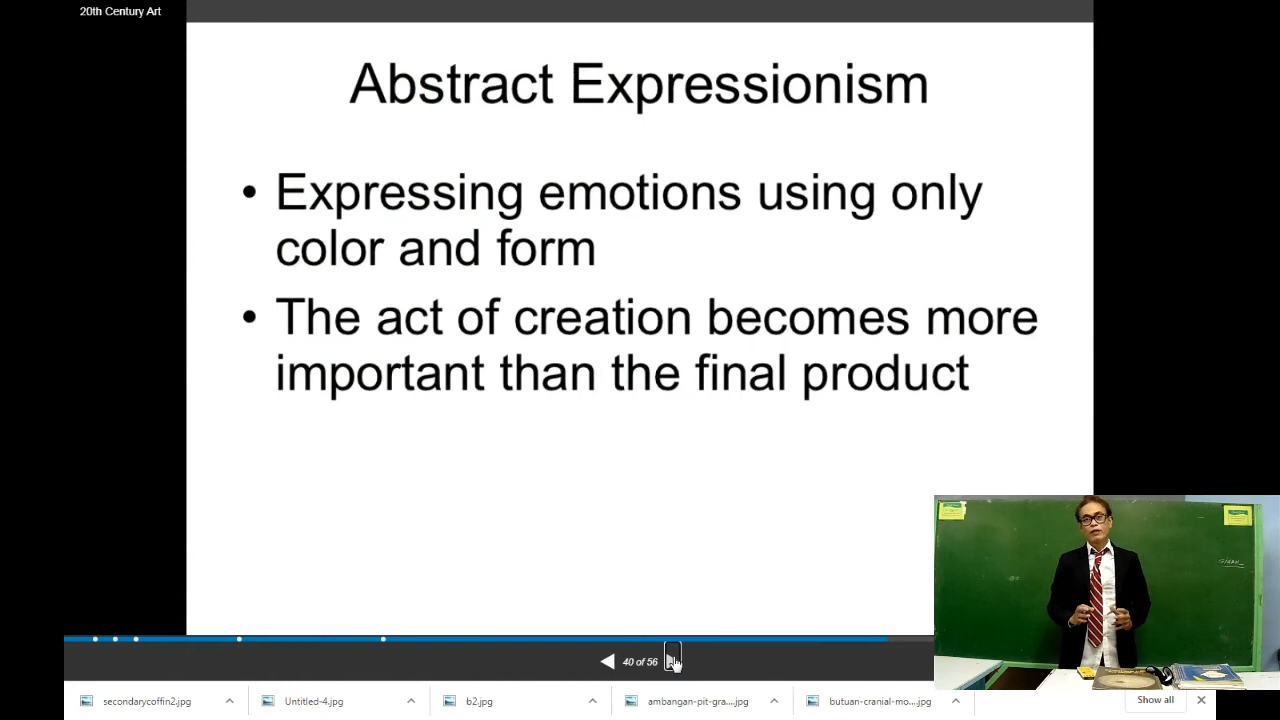 20th Century Art
Abstract Expressionism
• Expressing emotions using only
color and form
• The act of creation becomes more
important than the final product
40 of 56
secondarycoffin2.jpg
Untitled-4.jpg
b2.jpg
ambangan-pit-gra....jpg
butuan-cranial-mo....jpg
Show all